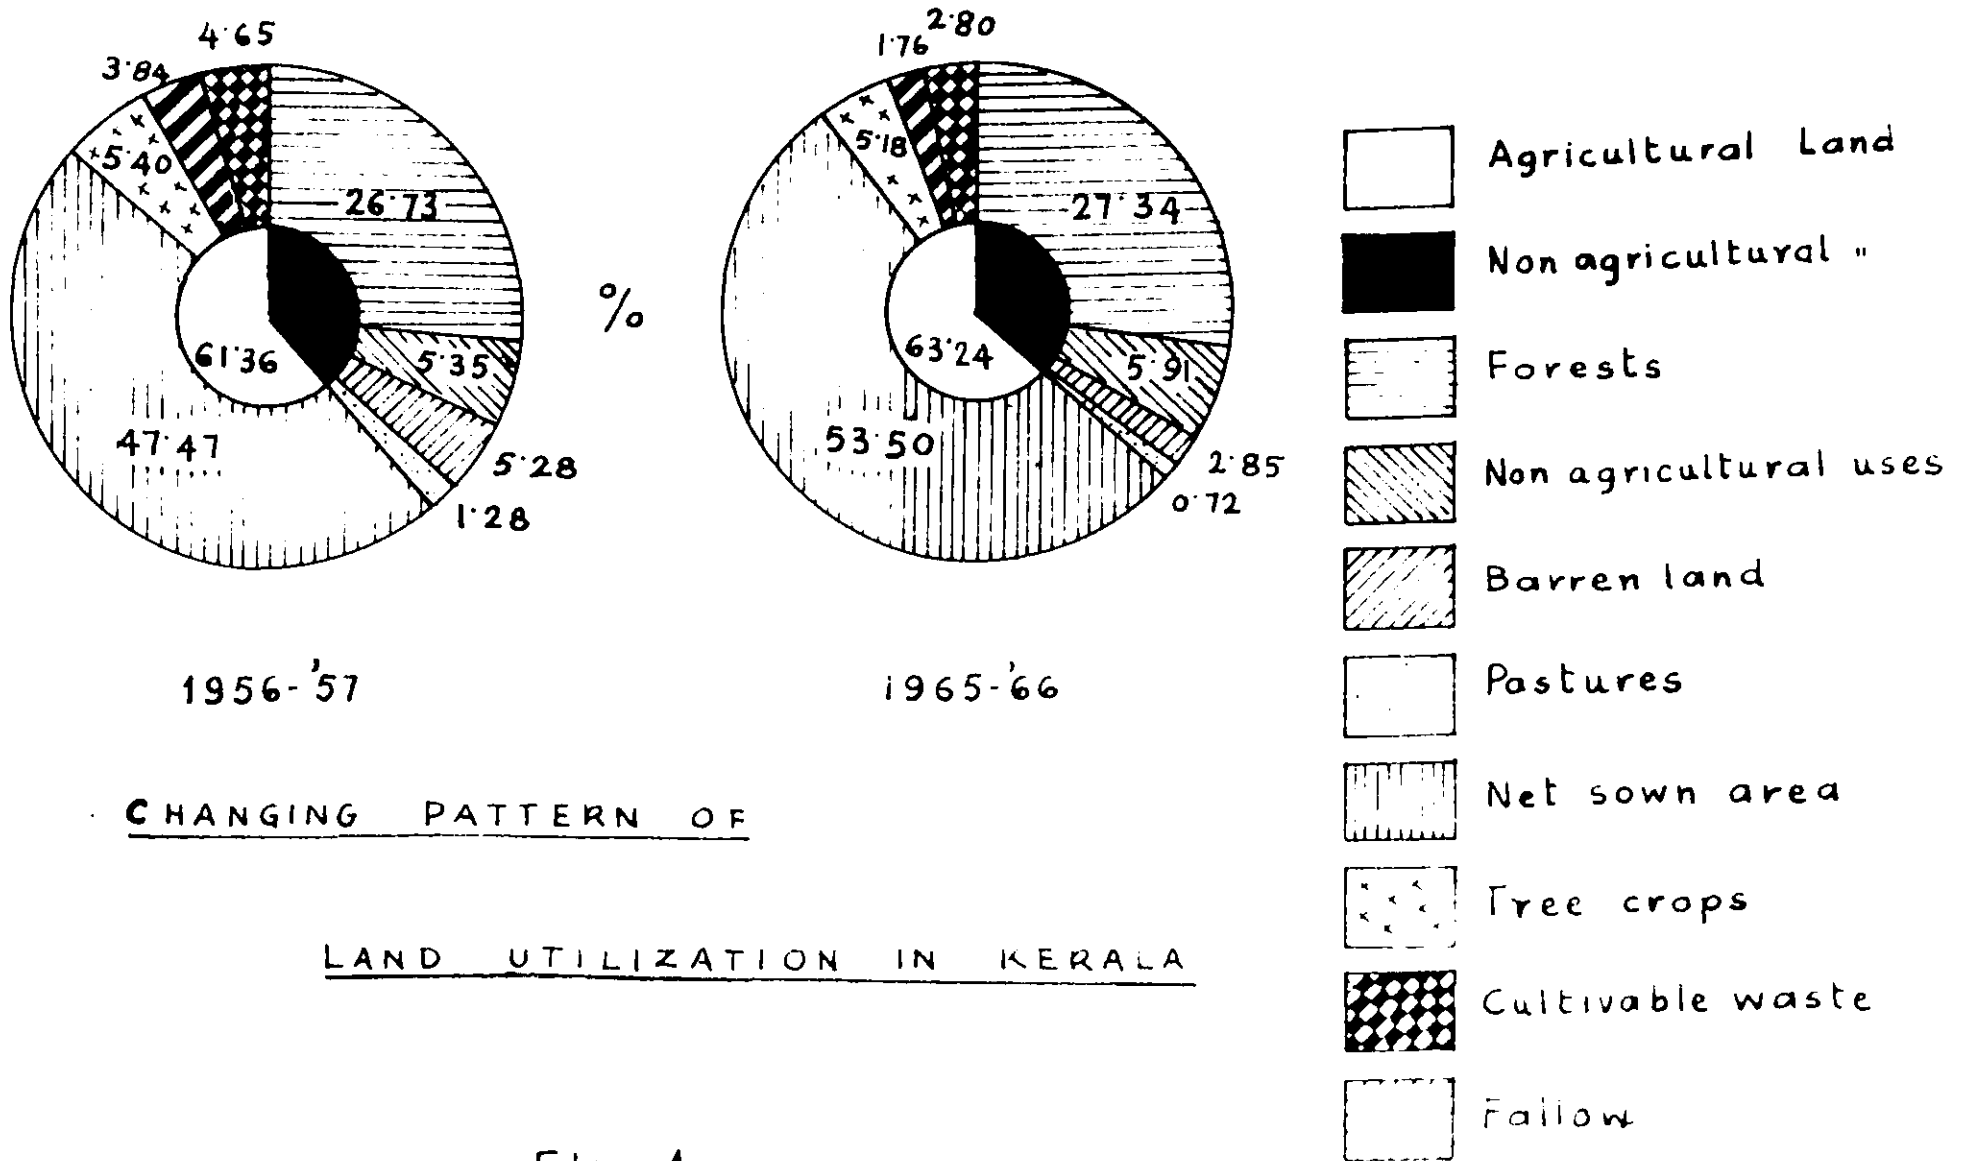 4·65
3·84
5·40
26·73
61·36
5·35
47·47
5·28
1·28
1956-'57
%
2·80
1·76
5·18
27·34
63·24
5·91
53·50
2·85
0·72
1965-'66
Agricultural Land
Non agricultural "
Forests
Non agricultural uses
Barren land
Pastures
Net sown area
Tree crops
Cultivable waste
Fallow
CHANGING PATTERN OF
LAND UTILIZATION IN KERALA